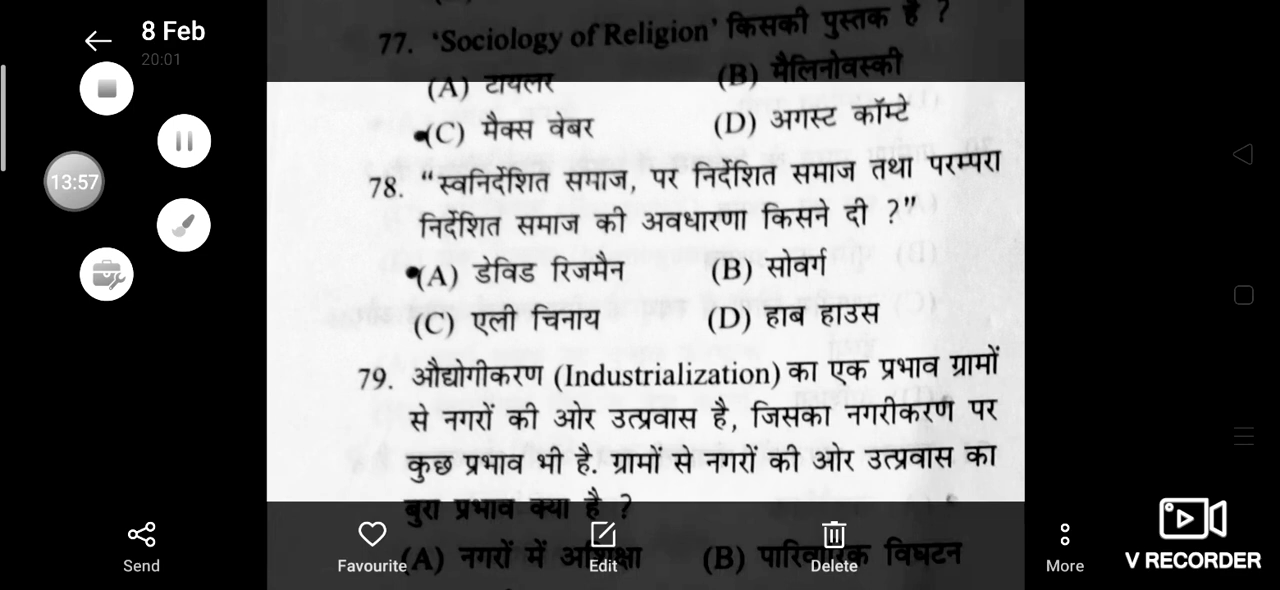 8 Feb
20:01
13:57
77. ‘Sociology of Religion’ किसकी पुस्तक है ?
(A) टायलर (B) मैलिनोवस्की
(C) मैक्स वेबर (D) अगस्ट कॉम्टे
78. “स्वनिर्देशित समाज, पर निर्देशित समाज तथा परम्परा
निर्देशित समाज की अवधारणा किसने दी ?”
(A) डेविड रिजमैन (B) सोवर्ग
(C) एली चिनाय (D) हाब हाउस
79. औद्योगीकरण (Industrialization) का एक प्रभाव ग्रामों
से नगरों की ओर उत्प्रवास है, जिसका नगरीकरण पर
कुछ प्रभाव भी है. ग्रामों से नगरों की ओर उत्प्रवास का
बुरा प्रभाव क्या है ?
(A) नगरों में अशिक्षा (B) पारिवारिक विघटन
Send Favourite Edit Delete More
V RECORDER